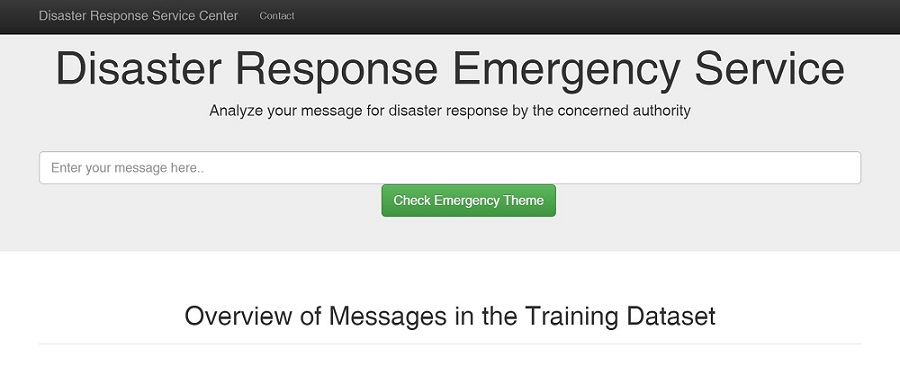 Disaster Response Service Center Contact
Disaster Response Emergency Service
Analyze your message for disaster response by the concerned authority
Enter your message here..
Check Emergency Theme
Overview of Messages in the Training Dataset